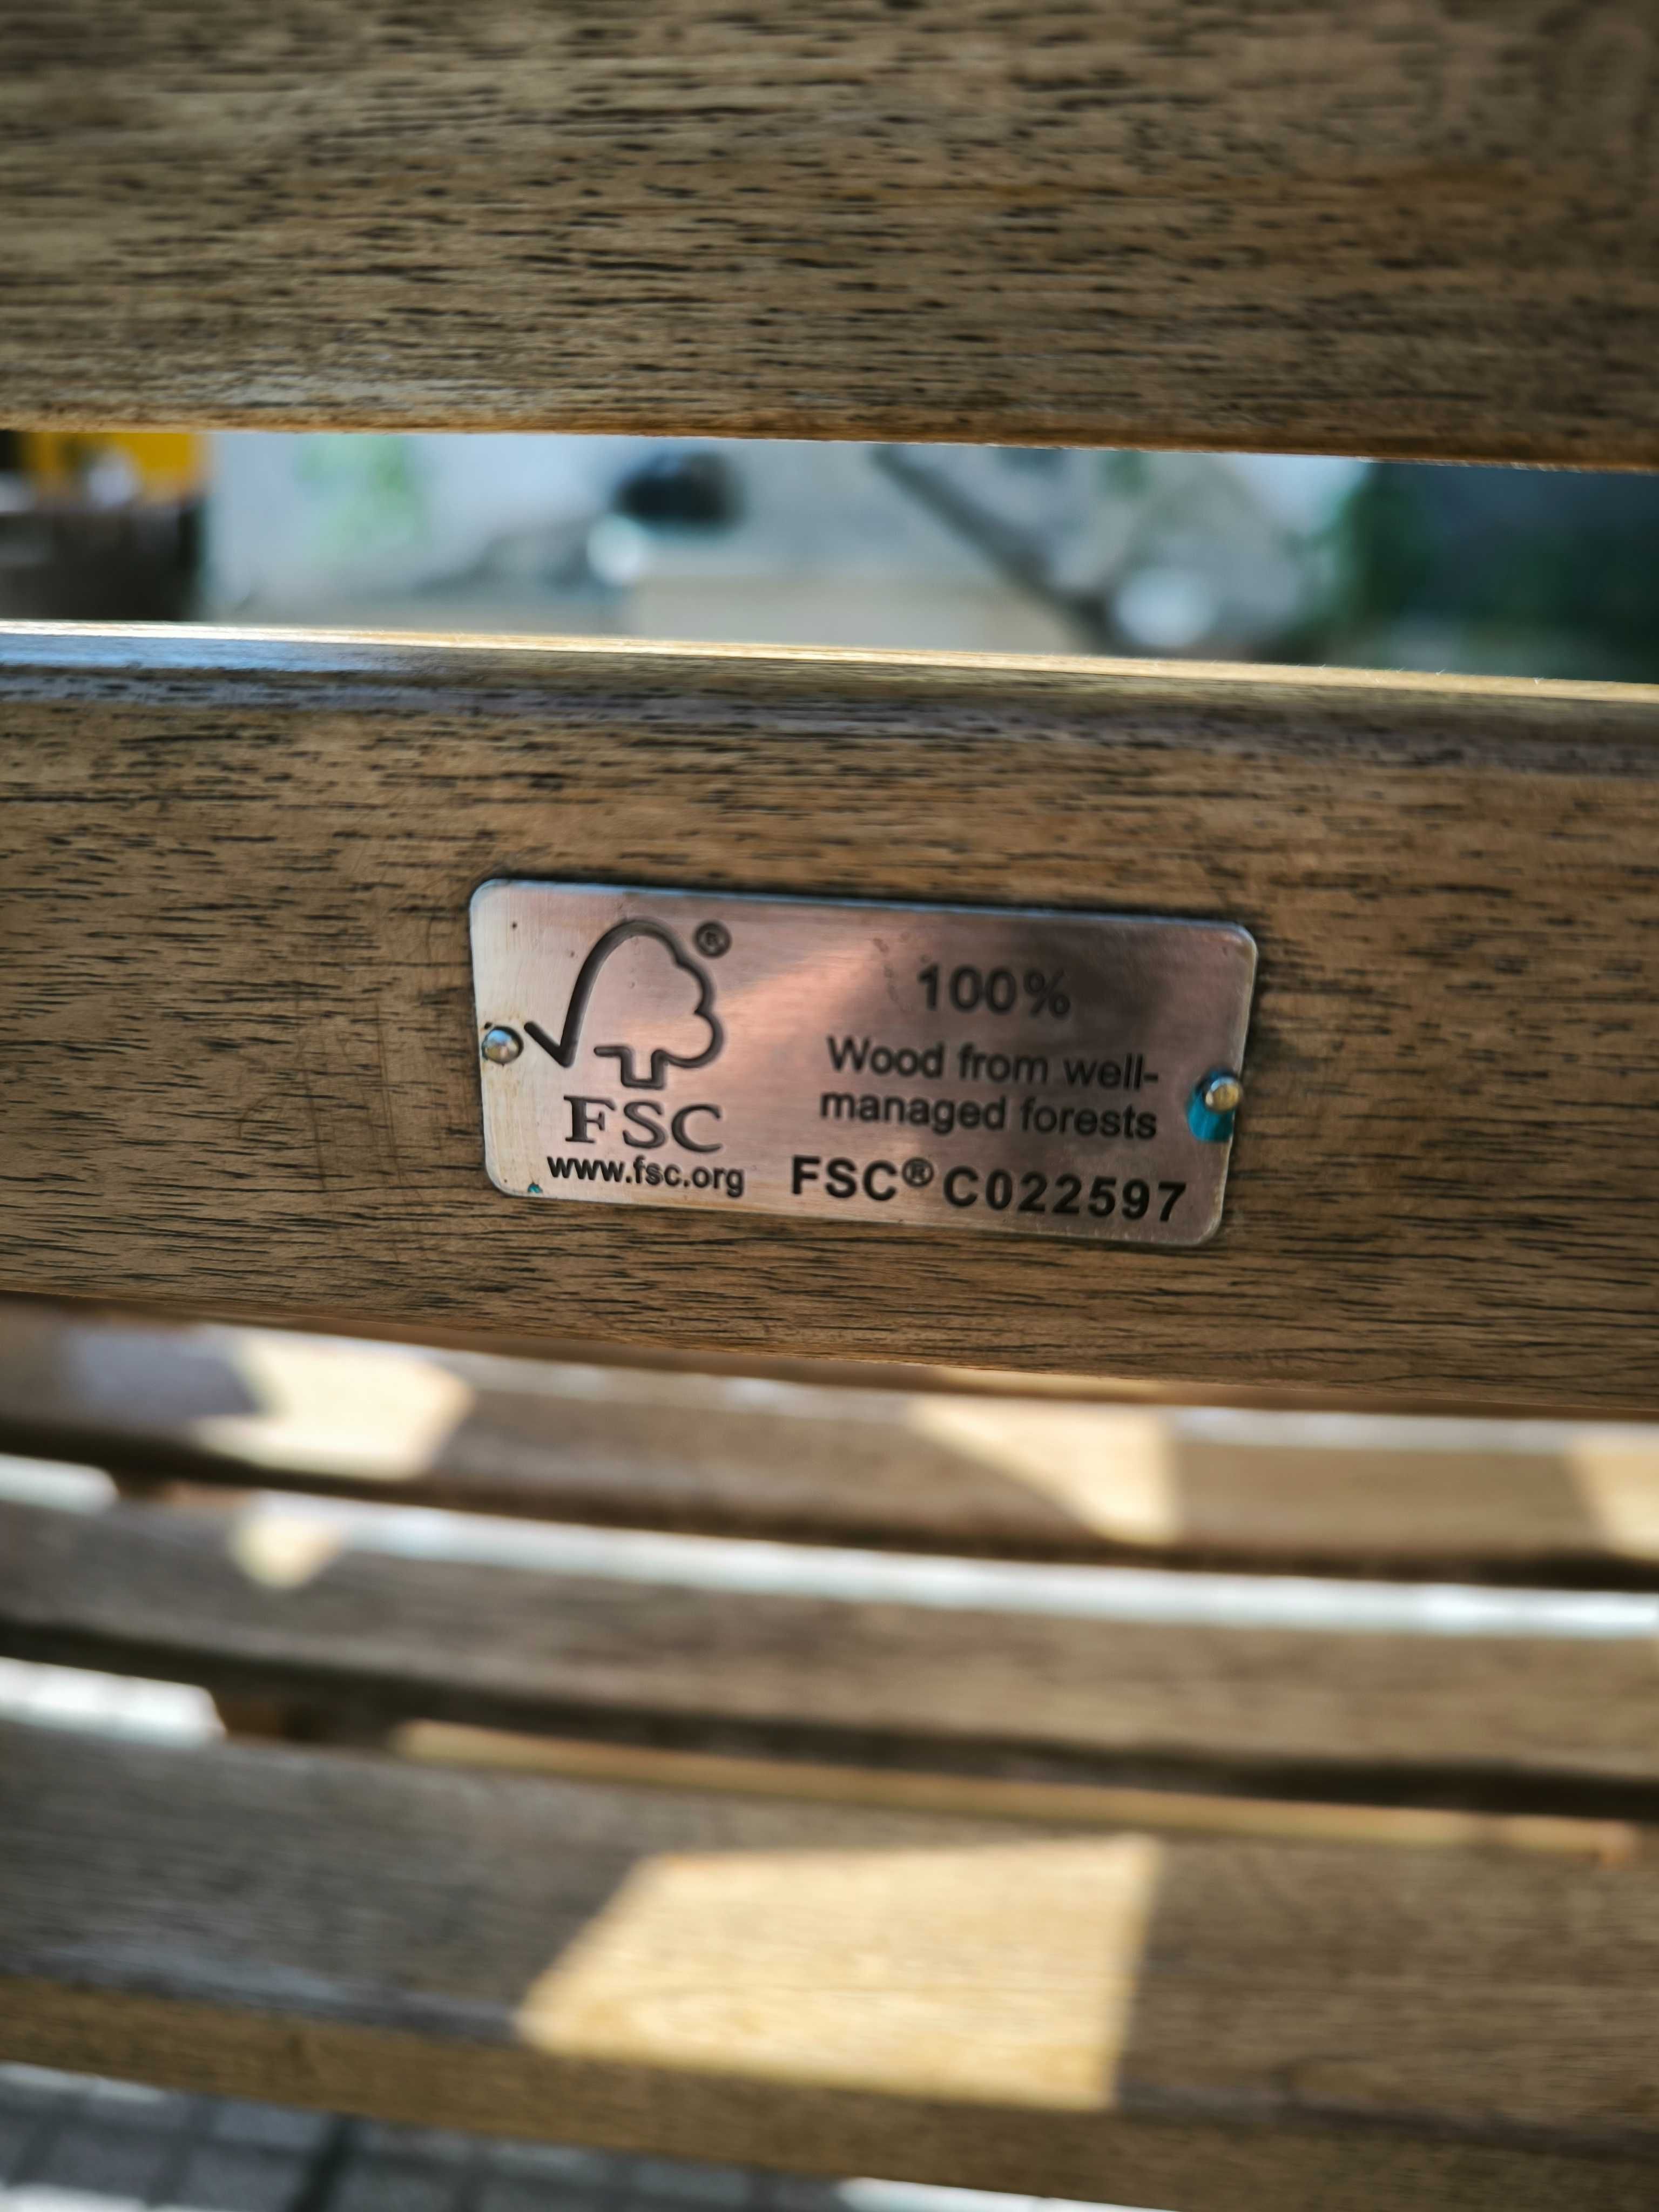 ®
FSC
www.fsc.org
100%
Wood from well-
managed forests
FSC® C022597